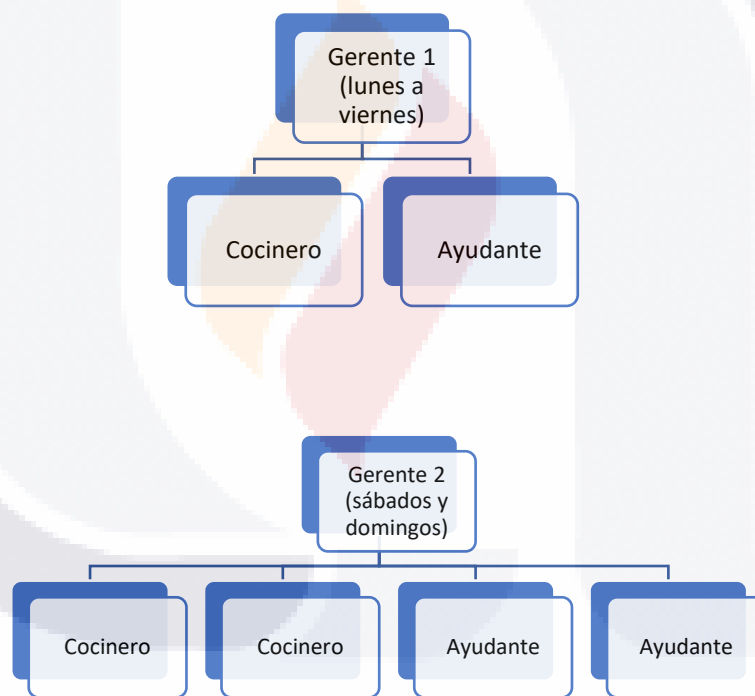 Gerente 1
(lunes a
viernes)
Cocinero
Ayudante
Gerente 2
(sábados y
domingos)
Cocinero
Cocinero
Ayudante
Ayudante